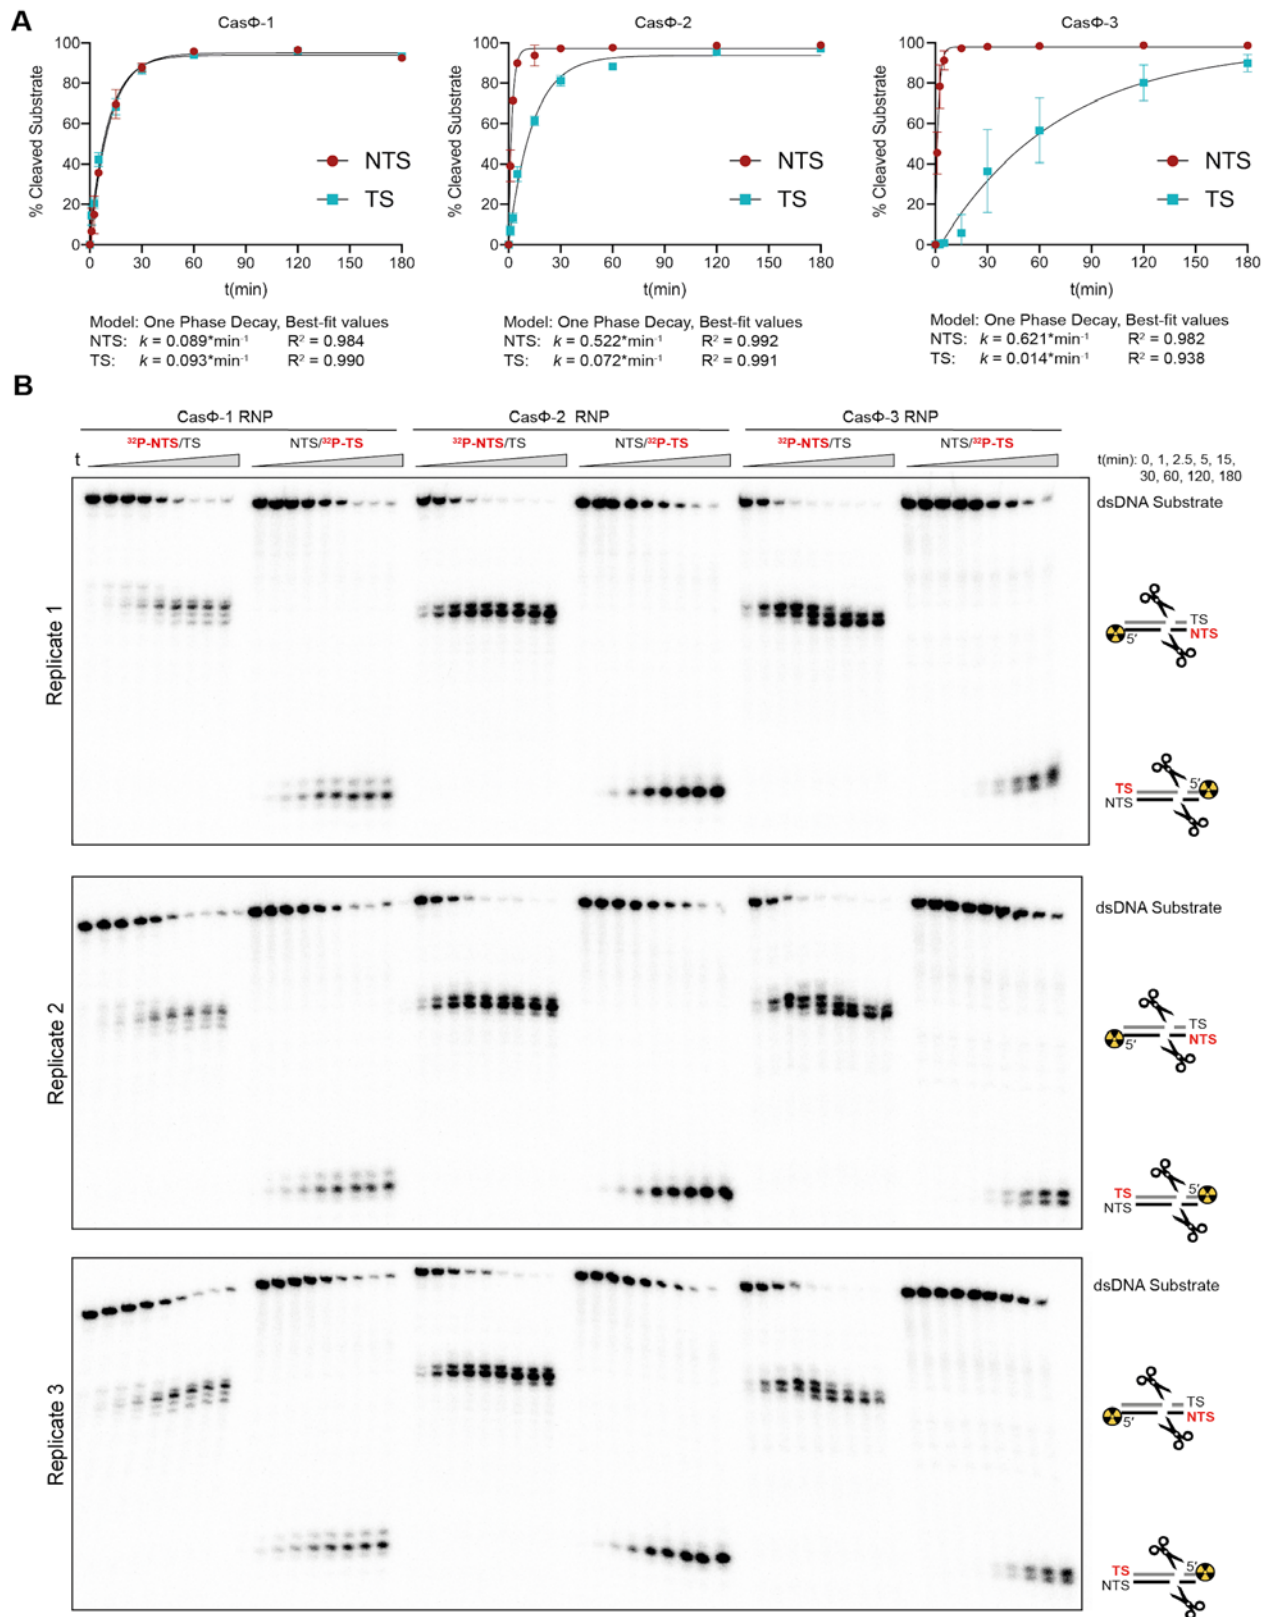 A
CasΦ-1
CasΦ-2
CasΦ-3
% Cleaved Substrate
100
80
60
40
20
0
0 30 60 90 120 150 180
t(min)
NTS
TS
% Cleaved Substrate
100
80
60
40
20
0
0 30 60 90 120 150 180
t(min)
NTS
TS
% Cleaved Substrate
100
80
60
40
20
0
0 30 60 90 120 150 180
t(min)
NTS
TS
Model: One Phase Decay, Best-fit values
NTS: k = 0.089*min⁻¹ R² = 0.984
TS: k = 0.093*min⁻¹ R² = 0.990
Model: One Phase Decay, Best-fit values
NTS: k = 0.522*min⁻¹ R² = 0.992
TS: k = 0.072*min⁻¹ R² = 0.991
Model: One Phase Decay, Best-fit values
NTS: k = 0.621*min⁻¹ R² = 0.982
TS: k = 0.014*min⁻¹ R² = 0.938
B
CasΦ-1 RNP
CasΦ-2 RNP
CasΦ-3 RNP
³²P-NTS/TS
NTS/³²P-TS
³²P-NTS/TS
NTS/³²P-TS
³²P-NTS/TS
NTS/³²P-TS
t
t(min): 0, 1, 2.5, 5, 15,
30, 60, 120, 180
Replicate 1
dsDNA Substrate
TS
5′ NTS
TS 5′
NTS
Replicate 2
dsDNA Substrate
TS
5′ NTS
TS 5′
NTS
Replicate 3
dsDNA Substrate
TS
5′ NTS
TS 5′
NTS